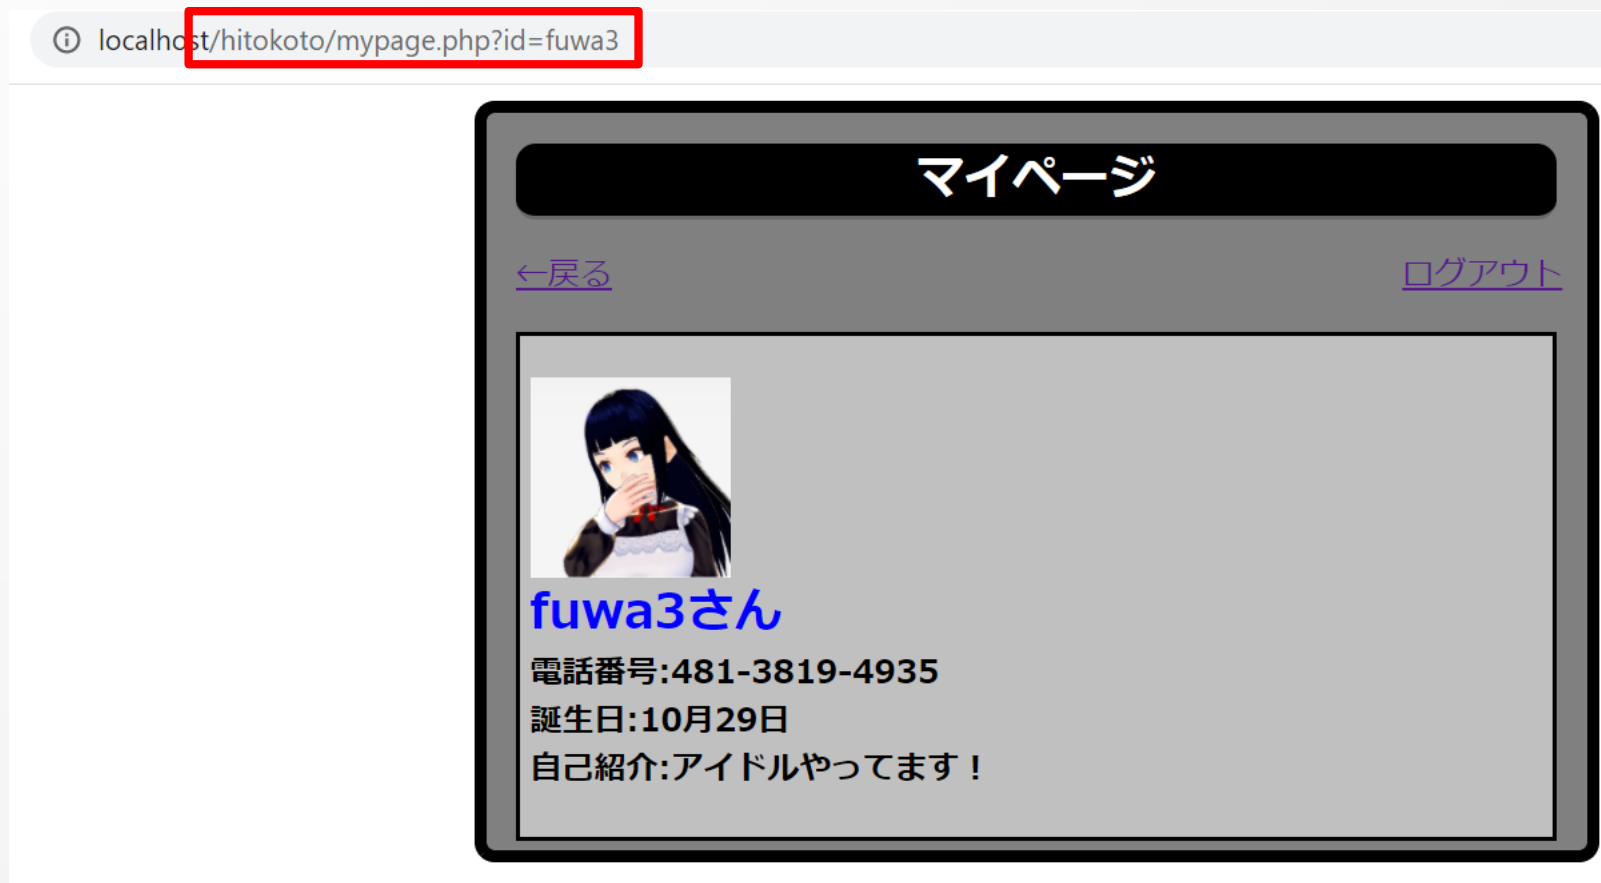 localhost/hitokoto/mypage.php?id=fuwa3
マイページ
←戻る
ログアウト
fuwa3さん
電話番号:481-3819-4935
誕生日:10月29日
自己紹介:アイドルやってます！